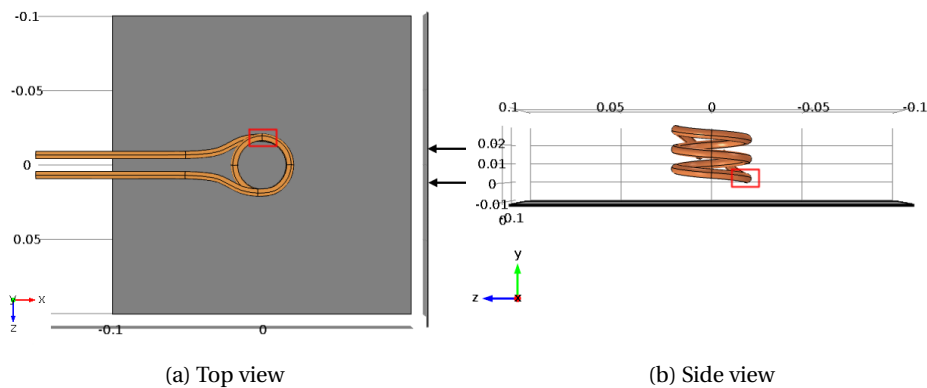 -0.1
-0.05
0
0.05
-0.1 0
y x
z
0.1 0.05 0 -0.05 -0.1
0.02
0.01
0
-0.01
-0.1
0
y
z x
(a) Top view
(b) Side view